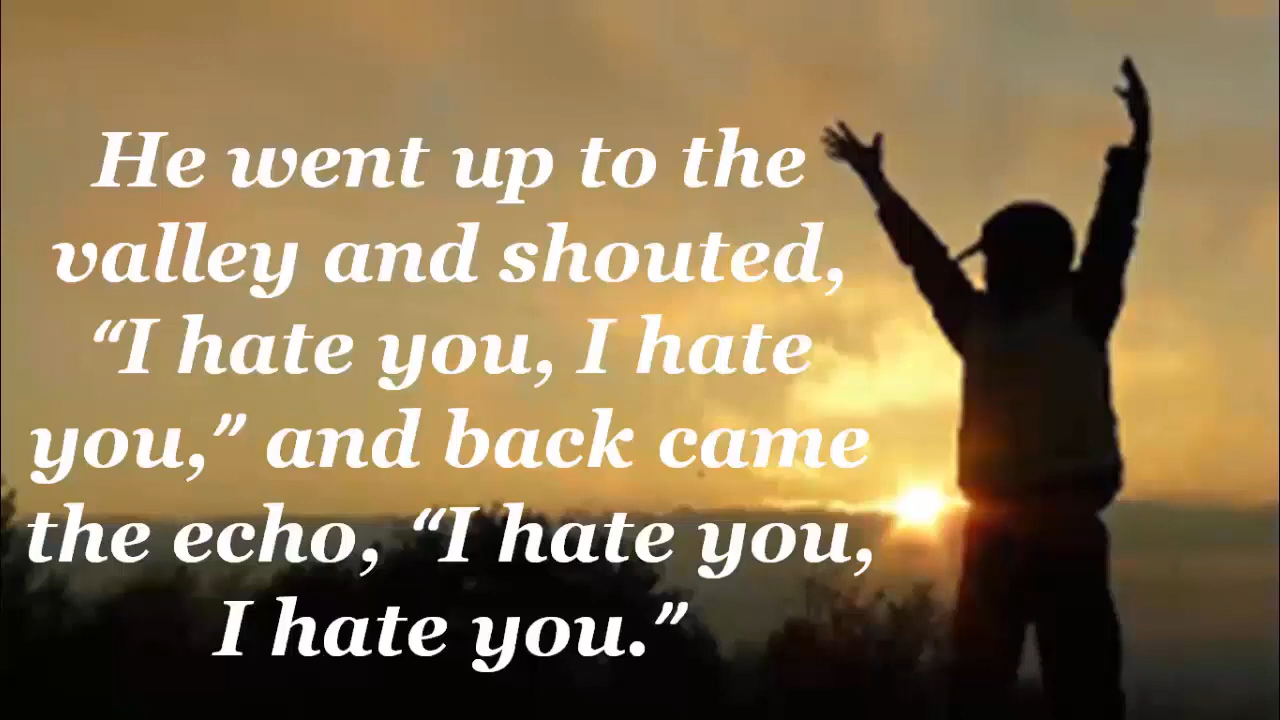 He went up to the
valley and shouted,
“I hate you, I hate
you,” and back came
the echo, “I hate you,
I hate you.”